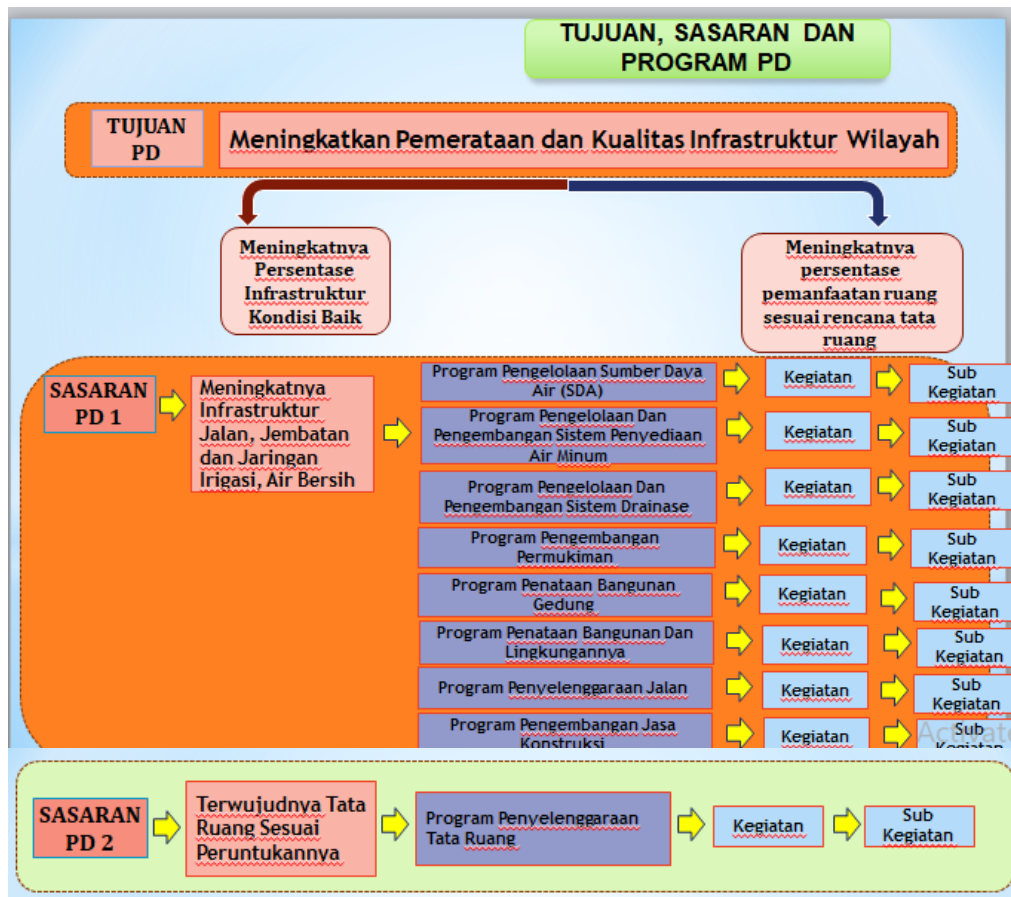 TUJUAN, SASARAN DAN
PROGRAM PD
TUJUAN
PD
Meningkatkan Pemerataan dan Kualitas Infrastruktur Wilayah
Meningkatnya
Persentase
Infrastruktur
Kondisi Baik
Meningkatnya
persentase
pemanfaatan ruang
sesuai rencana tata
ruang
SASARAN
PD 1
Meningkatnya
Infrastruktur
Jalan, Jembatan
dan Jaringan
Irigasi, Air Bersih
Program Pengelolaan Sumber Daya
Air (SDA)
Kegiatan
Sub
Kegiatan
Program Pengelolaan Dan
Pengembangan Sistem Penyediaan
Air Minum
Kegiatan
Sub
Kegiatan
Program Pengelolaan Dan
Pengembangan Sistem Drainase
Kegiatan
Sub
Kegiatan
Program Pengembangan
Permukiman
Kegiatan
Sub
Kegiatan
Program Penataan Bangunan
Gedung
Kegiatan
Sub
Kegiatan
Program Penataan Bangunan Dan
Lingkungannya
Kegiatan
Sub
Kegiatan
Program Penyelenggaraan Jalan
Kegiatan
Sub
Kegiatan
Program Pengembangan Jasa
Konstruksi
Kegiatan
Sub
Kegiatan
Activate
SASARAN
PD 2
Terwujudnya Tata
Ruang Sesuai
Peruntukannya
Program Penyelenggaraan
Tata Ruang
Kegiatan
Sub
Kegiatan